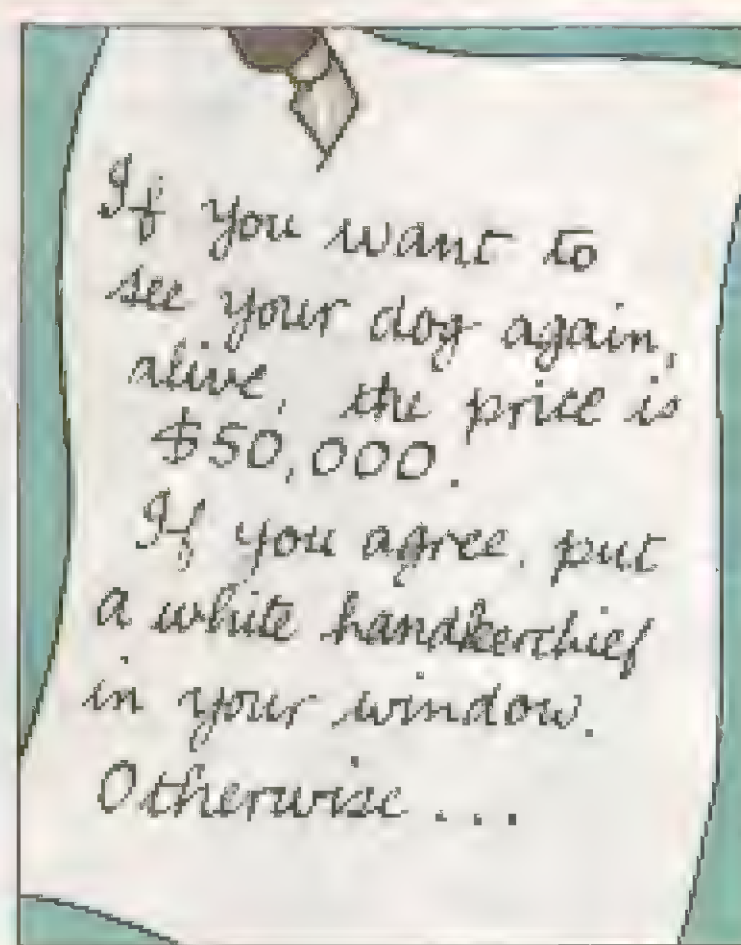 If you want to
see your dog again,
alive, the price is
$50,000.
If you agree, put
a white handkerchief
in your window.
Otherwise...